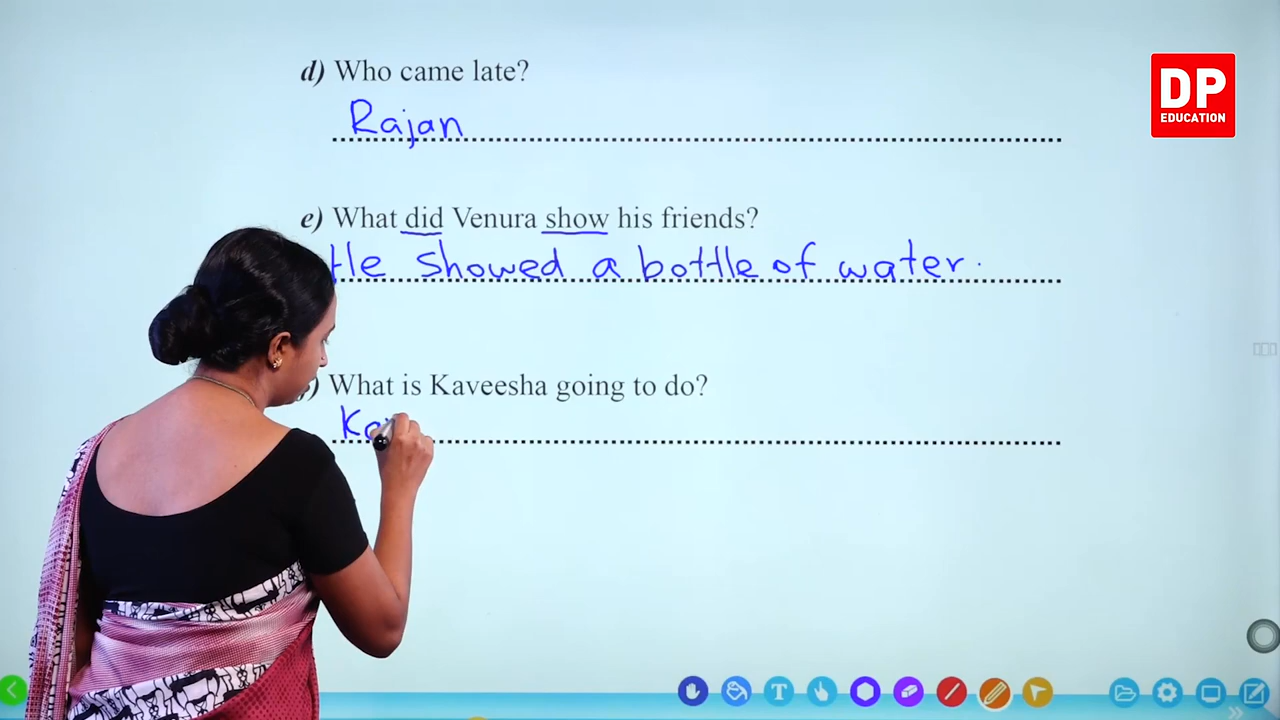 d) Who came late?
DP
EDUCATION
Rajan
e) What did Venura show his friends?
He showed a bottle of water.
What is Kaveesha going to do?